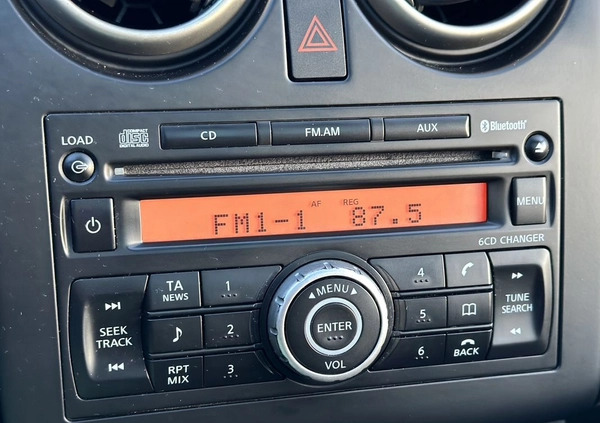 LOAD
COMPACT
disc
DIGITAL AUDIO
CD
FM.AM
AUX
Bluetooth
AF REG
FM1-1 87.5
MENU
6CD CHANGER
TA
NEWS
1
2
3
RPT
MIX
SEEK
TRACK
MENU
ENTER
VOL
4
5
6
BACK
TUNE
SEARCH